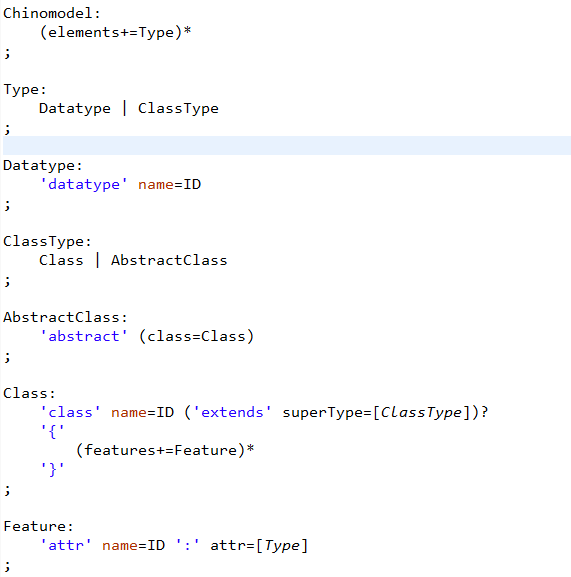 Chinomodel:
    (elements+=Type)*
;

Type:
    Datatype | ClassType
;

Datatype:
    'datatype' name=ID
;

ClassType:
    Class | AbstractClass
;

AbstractClass:
    'abstract' (class=Class)
;

Class:
    'class' name=ID ('extends' superType=[ClassType])?
    '{'
        (features+=Feature)*
    '}'
;

Feature:
    'attr' name=ID ':' attr=[Type]
;